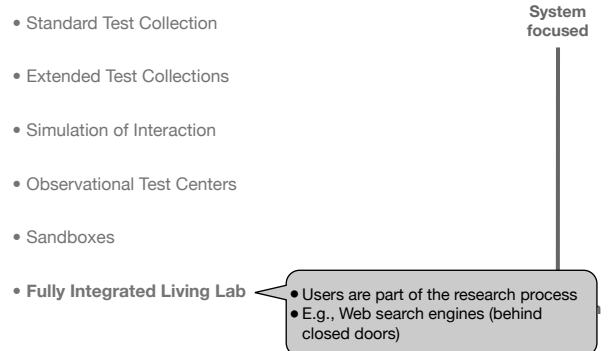 System
focused
• Standard Test Collection
• Extended Test Collections
• Simulation of Interaction
• Observational Test Centers
• Sandboxes
• Fully Integrated Living Lab
• Users are part of the research process
• E.g., Web search engines (behind
closed doors)